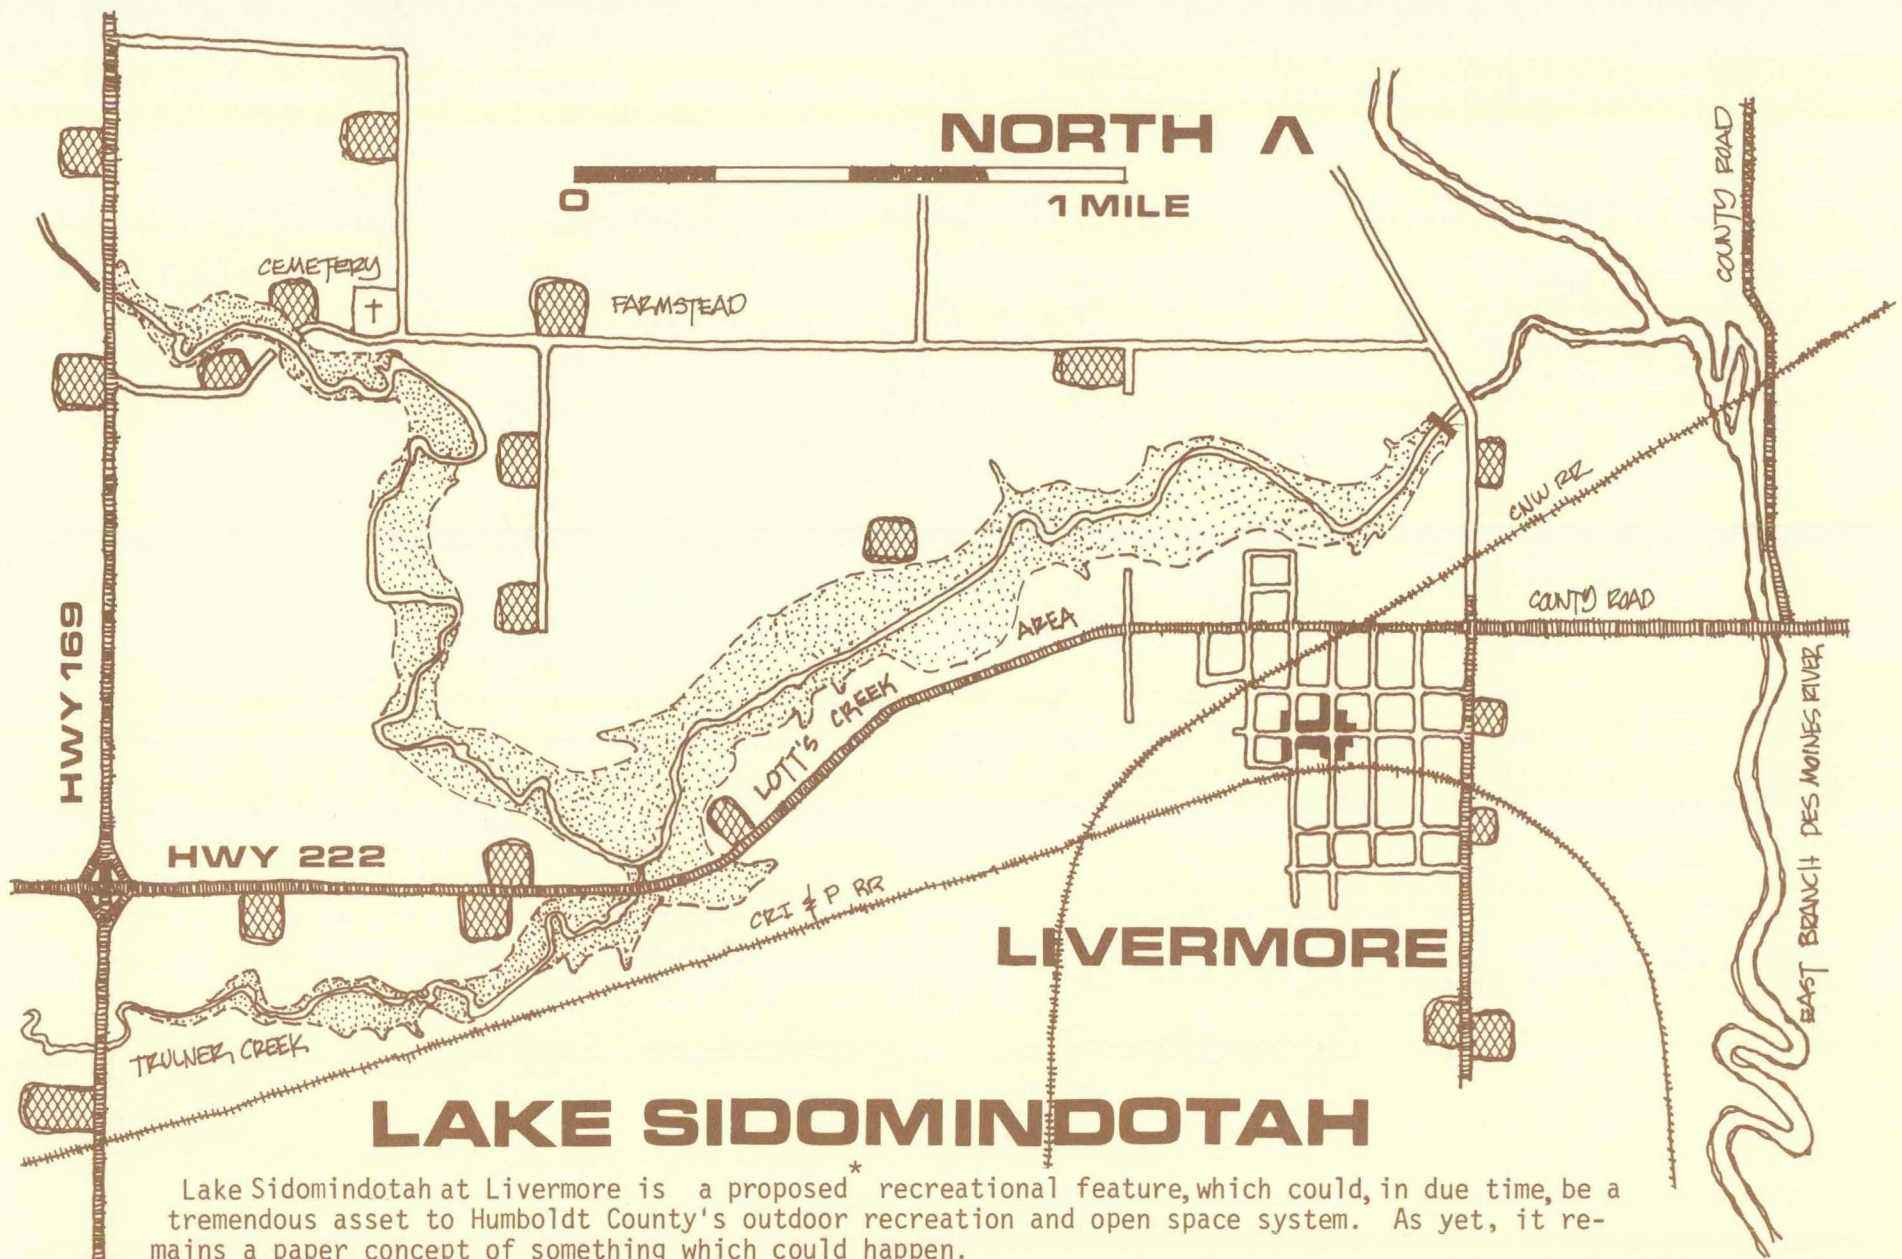 NORTH Λ
0 1 MILE
COUNTY ROAD
CEMETERY
†
FARMSTEAD
CNW RR
HWY 169
COUNTY ROAD
AREA
LOTT'S CREEK
EAST BRANCH DES MOINES RIVER
HWY 222
CRI & P RR
LIVERMORE
TRULNER CREEK
LAKE SIDOMINDOTAH
Lake Sidomindotah at Livermore is a proposed* recreational feature, which could, in due time, be a
tremendous asset to Humboldt County's outdoor recreation and open space system. As yet, it re-
mains a paper concept of something which could happen.